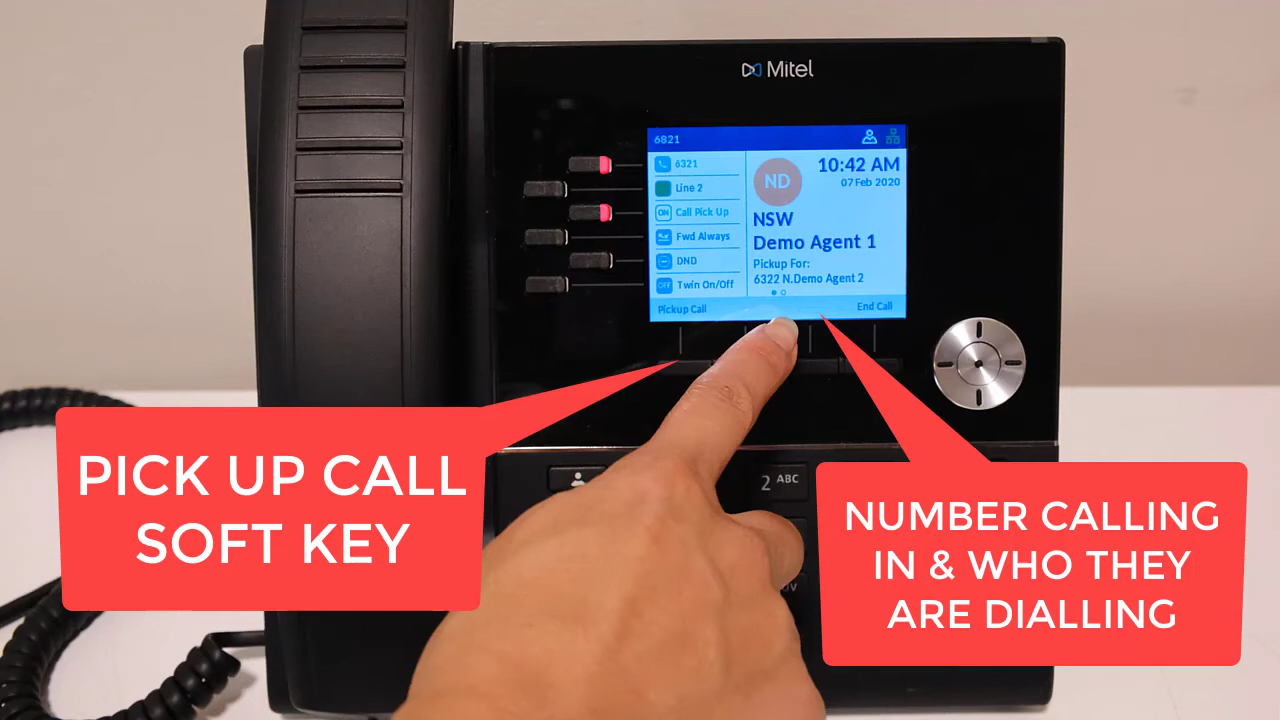 Mitel
6821
6321
Line 2
ON Call Pick Up
Fwd Always
DND
OFF Twin On/Off
10:42 AM
07 Feb 2020
ND
NSW
Demo Agent 1
Pickup For:
6322 N.Demo Agent 2
Pickup Call
End Call
2 ABC
PICK UP CALL
SOFT KEY
NUMBER CALLING
IN & WHO THEY
ARE DIALLING